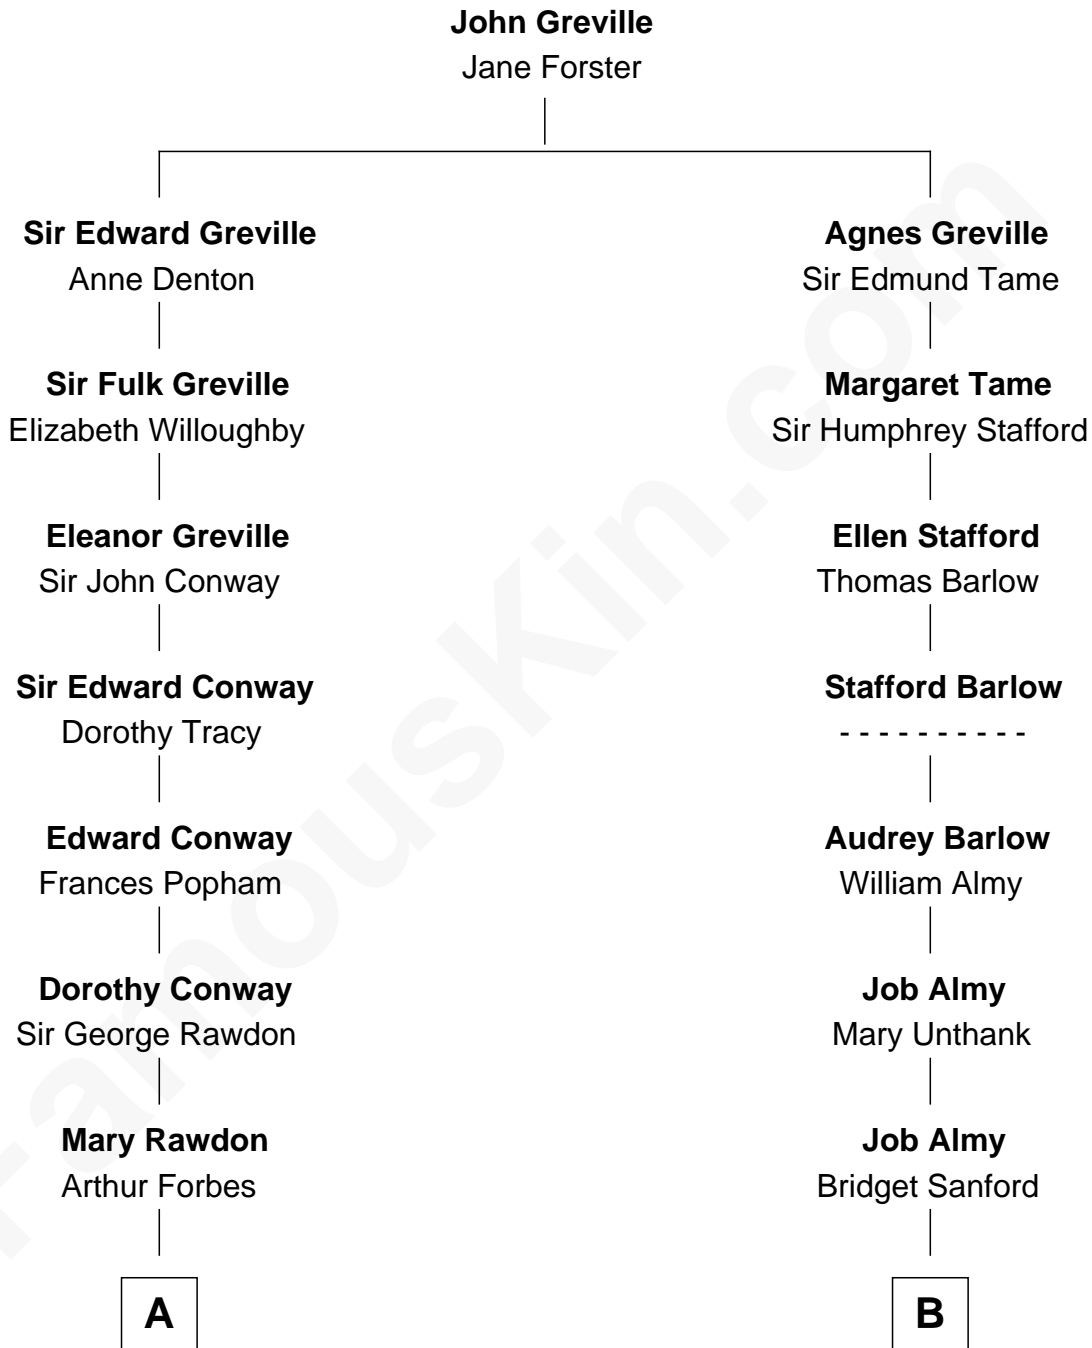 John Greville
Jane Forster
Sir Edward Greville
Anne Denton
Agnes Greville
Sir Edmund Tame
Sir Fulk Greville
Elizabeth Willoughby
Margaret Tame
Sir Humphrey Stafford
Eleanor Greville
Sir John Conway
Ellen Stafford
Thomas Barlow
Sir Edward Conway
Dorothy Tracy
Stafford Barlow
- - - - - - - - - -
Edward Conway
Frances Popham
Audrey Barlow
William Almy
Dorothy Conway
Sir George Rawdon
Job Almy
Mary Unthank
Mary Rawdon
Arthur Forbes
Job Almy
Bridget Sanford
A
B
FamousKin.com